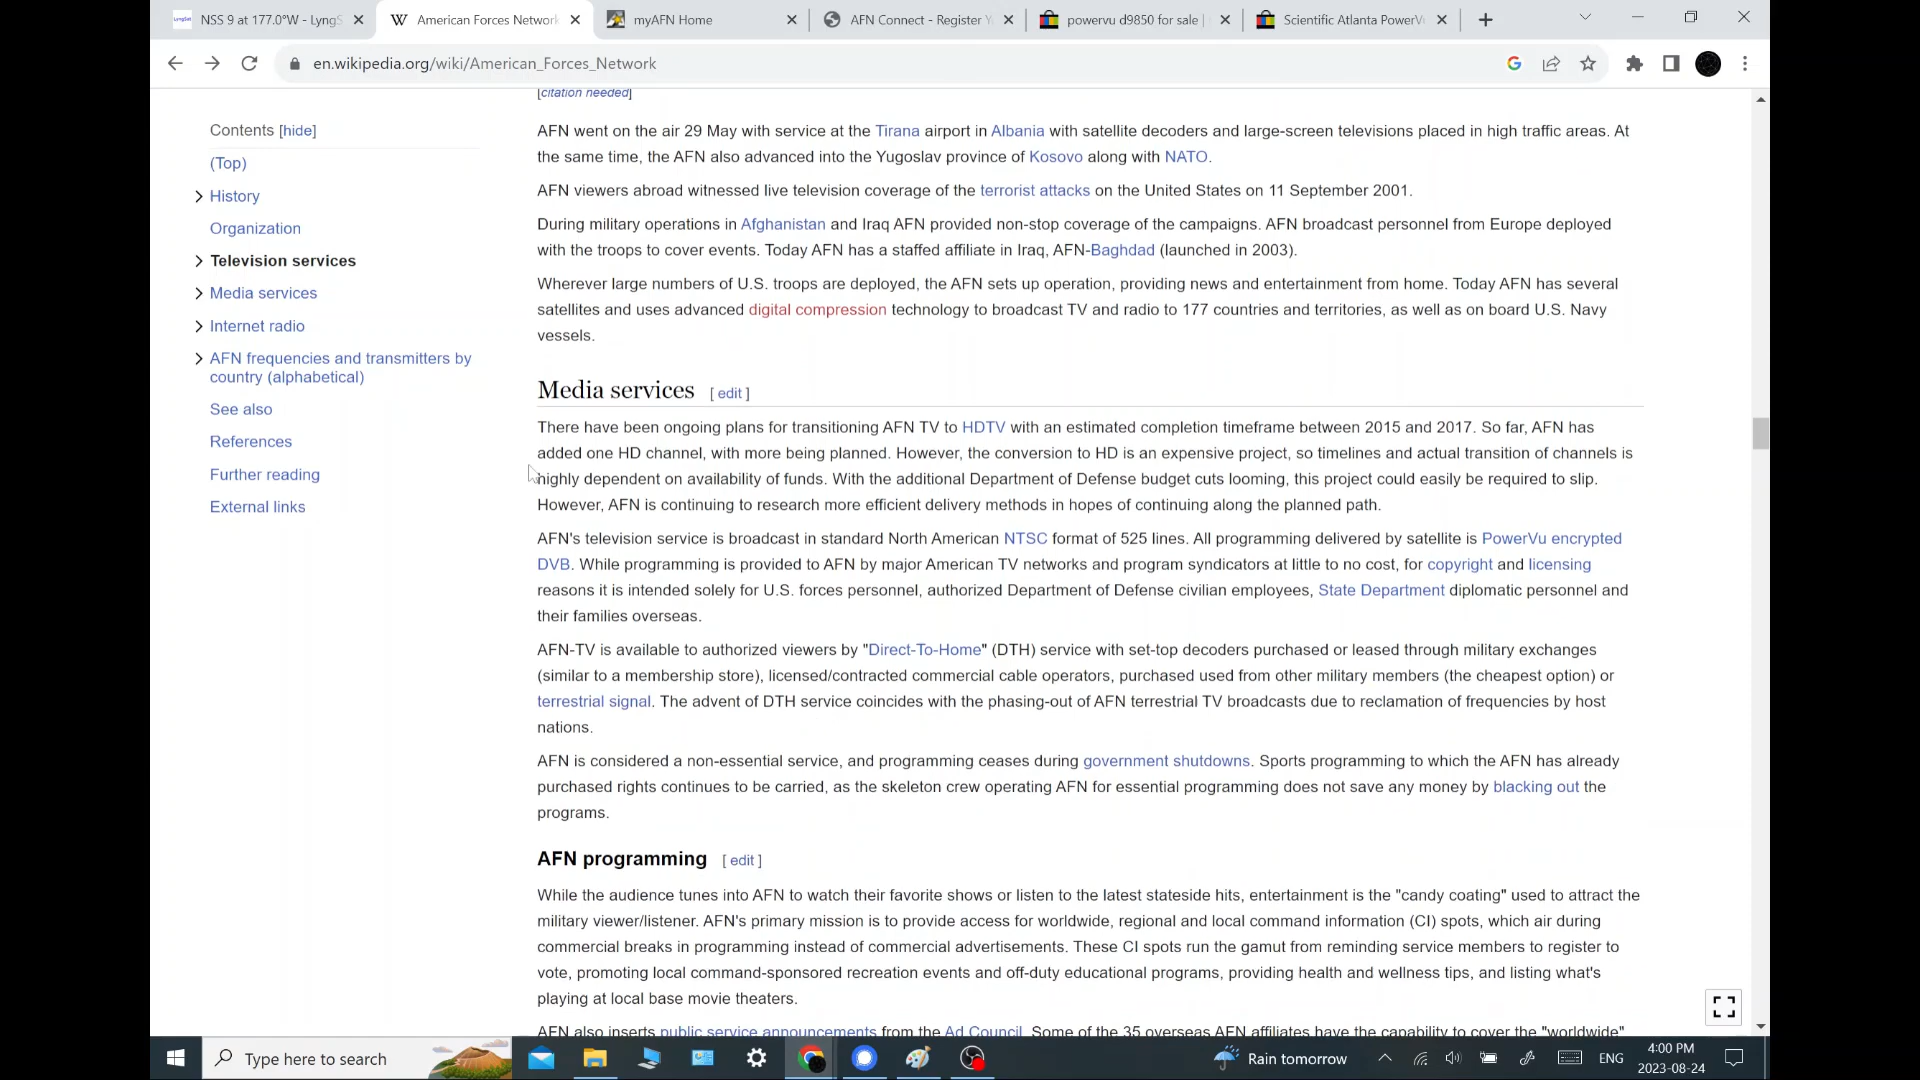 NSS 9 at 177.0°W - LyngS
American Forces Network
myAFN Home
AFN Connect - Register Y
powervu d9850 for sale |
Scientific Atlanta PowerV
en.wikipedia.org/wiki/American_Forces_Network
Contents [hide]
(Top)
History
Organization
Television services
Media services
Internet radio
AFN frequencies and transmitters by
country (alphabetical)
See also
References
Further reading
External links
[citation needed]
AFN went on the air 29 May with service at the Tirana airport in Albania with satellite decoders and large-screen televisions placed in high traffic areas. At
the same time, the AFN also advanced into the Yugoslav province of Kosovo along with NATO.
AFN viewers abroad witnessed live television coverage of the terrorist attacks on the United States on 11 September 2001.
During military operations in Afghanistan and Iraq AFN provided non-stop coverage of the campaigns. AFN broadcast personnel from Europe deployed
with the troops to cover events. Today AFN has a staffed affiliate in Iraq, AFN-Baghdad (launched in 2003).
Wherever large numbers of U.S. troops are deployed, the AFN sets up operation, providing news and entertainment from home. Today AFN has several
satellites and uses advanced digital compression technology to broadcast TV and radio to 177 countries and territories, as well as on board U.S. Navy
vessels.
Media services [ edit ]
There have been ongoing plans for transitioning AFN TV to HDTV with an estimated completion timeframe between 2015 and 2017. So far, AFN has
added one HD channel, with more being planned. However, the conversion to HD is an expensive project, so timelines and actual transition of channels is
highly dependent on availability of funds. With the additional Department of Defense budget cuts looming, this project could easily be required to slip.
However, AFN is continuing to research more efficient delivery methods in hopes of continuing along the planned path.
AFN's television service is broadcast in standard North American NTSC format of 525 lines. All programming delivered by satellite is PowerVu encrypted
DVB. While programming is provided to AFN by major American TV networks and program syndicators at little to no cost, for copyright and licensing
reasons it is intended solely for U.S. forces personnel, authorized Department of Defense civilian employees, State Department diplomatic personnel and
their families overseas.
AFN-TV is available to authorized viewers by "Direct-To-Home" (DTH) service with set-top decoders purchased or leased through military exchanges
(similar to a membership store), licensed/contracted commercial cable operators, purchased used from other military members (the cheapest option) or
terrestrial signal. The advent of DTH service coincides with the phasing-out of AFN terrestrial TV broadcasts due to reclamation of frequencies by host
nations.
AFN is considered a non-essential service, and programming ceases during government shutdowns. Sports programming to which the AFN has already
purchased rights continues to be carried, as the skeleton crew operating AFN for essential programming does not save any money by blacking out the
programs.
AFN programming [ edit ]
While the audience tunes into AFN to watch their favorite shows or listen to the latest stateside hits, entertainment is the "candy coating" used to attract the
military viewer/listener. AFN's primary mission is to provide access for worldwide, regional and local command information (CI) spots, which air during
commercial breaks in programming instead of commercial advertisements. These CI spots run the gamut from reminding service members to register to
vote, promoting local command-sponsored recreation events and off-duty educational programs, providing health and wellness tips, and listing what's
playing at local base movie theaters.
AFN also inserts public service announcements from the Ad Council. Some of the 35 overseas AFN affiliates have the capability to cover the "worldwide"
Type here to search
Rain tomorrow
ENG
4:00 PM
2023-08-24